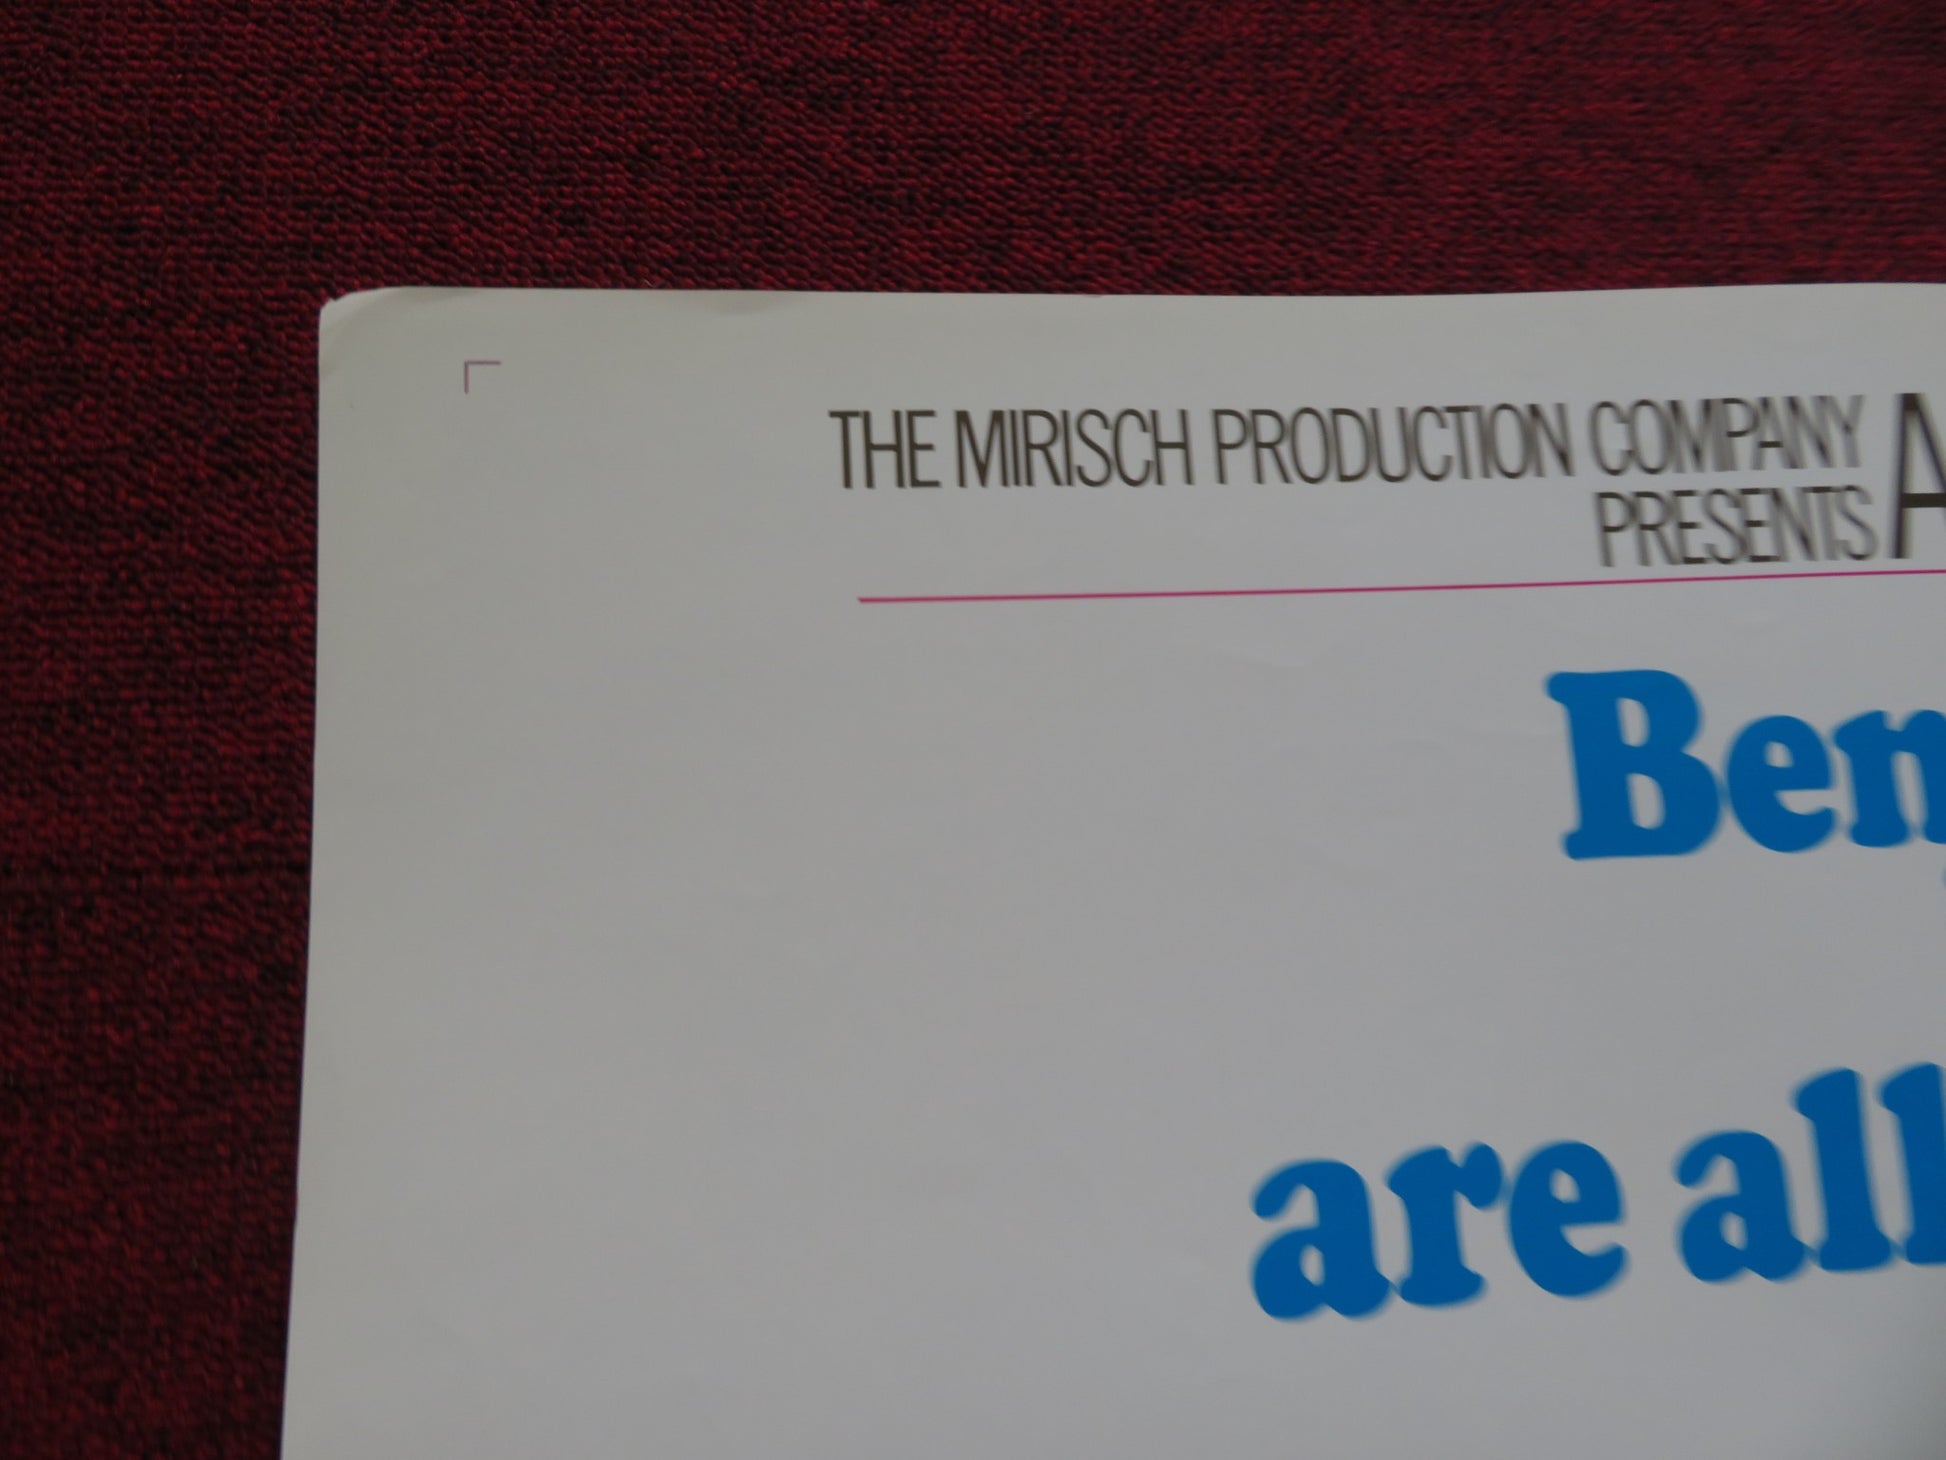 THE MIRISCH PRODUCTION COMPANY
PRESENTS A
Ben
are all